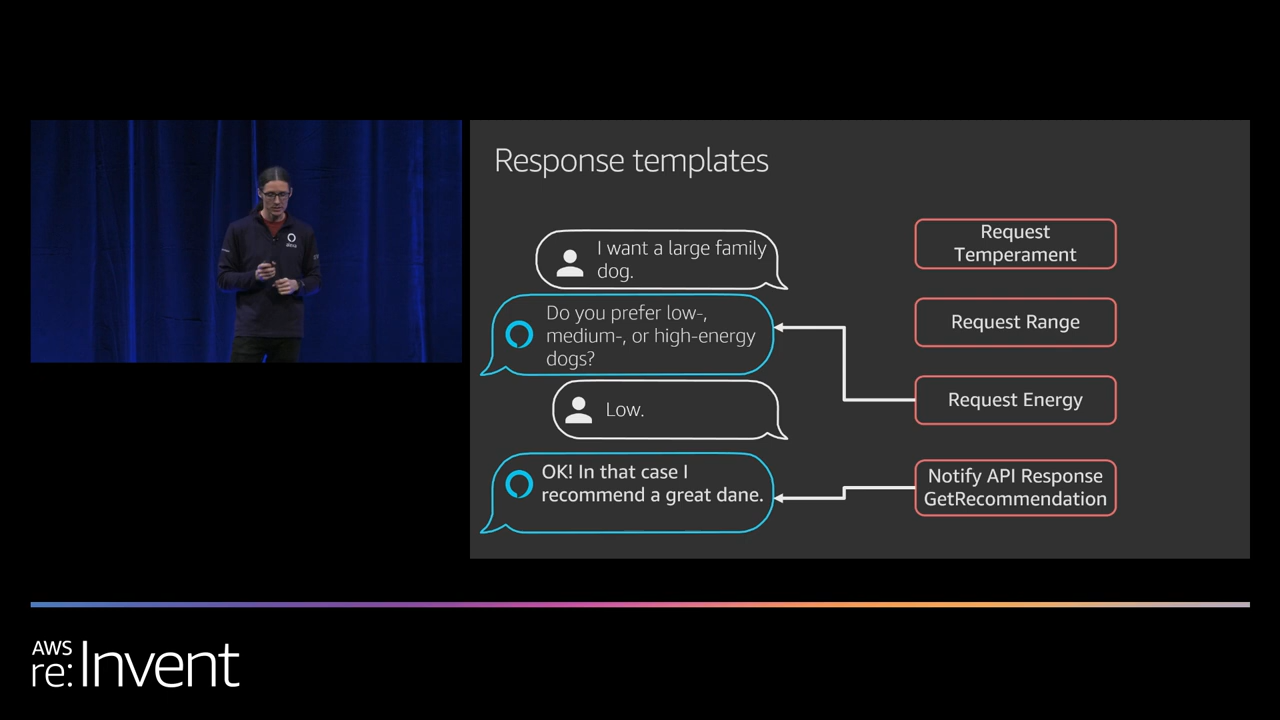 Response templates
I want a large family
dog.
Do you prefer low-,
medium-, or high-energy
dogs?
Low.
OK! In that case I
recommend a great dane.
Request
Temperament
Request Range
Request Energy
Notify API Response
GetRecommendation
AWS
re:Invent